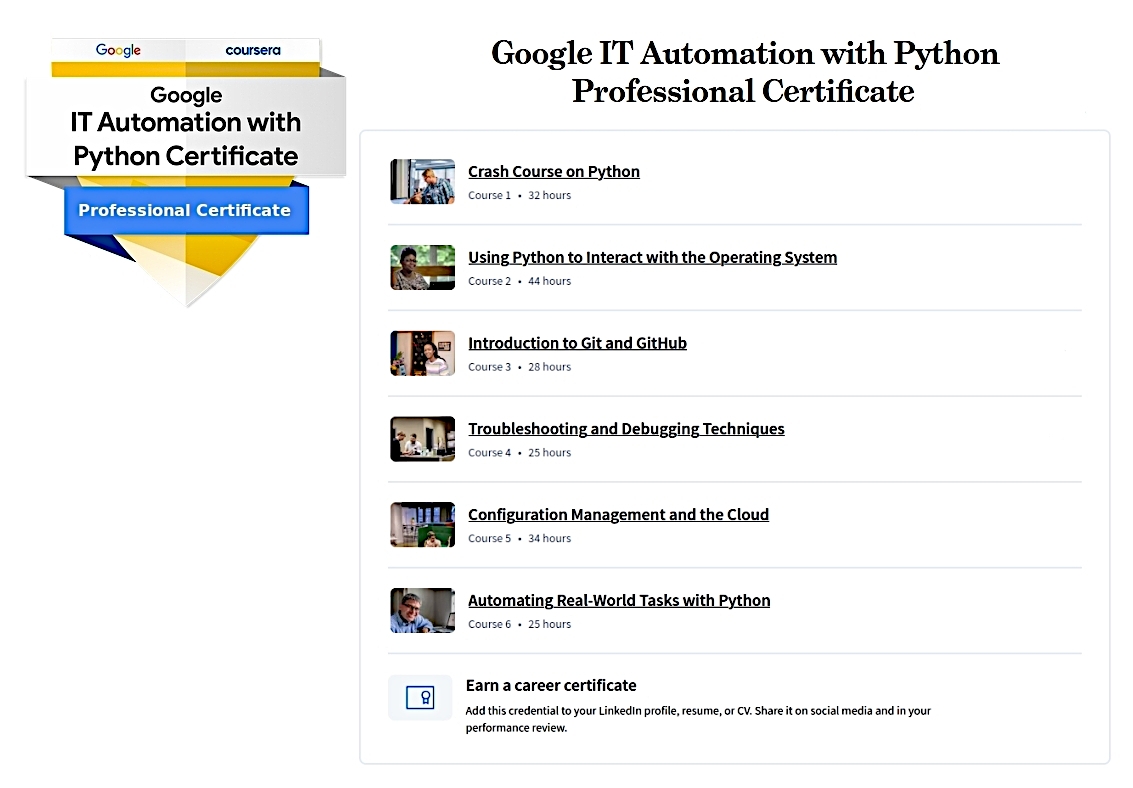 Google
coursera
Google
IT Automation with
Python Certificate
Professional Certificate
Google IT Automation with Python
Professional Certificate
Crash Course on Python
Course 1 • 32 hours
Using Python to Interact with the Operating System
Course 2 • 44 hours
Introduction to Git and GitHub
Course 3 • 28 hours
Troubleshooting and Debugging Techniques
Course 4 • 25 hours
Configuration Management and the Cloud
Course 5 • 34 hours
Automating Real-World Tasks with Python
Course 6 • 25 hours
Earn a career certificate
Add this credential to your LinkedIn profile, resume, or CV. Share it on social media and in your
performance review.